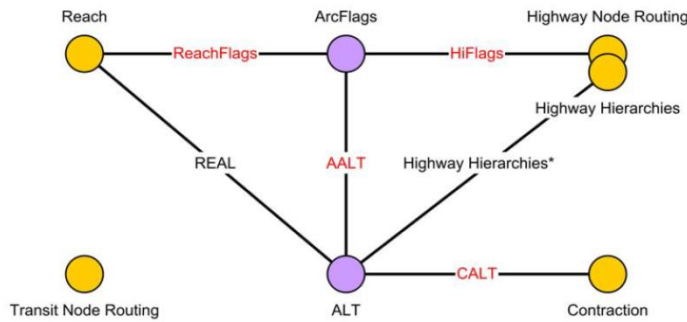 Reach
ArcFlags
Highway Node Routing
ReachFlags
HiFlags
Highway Hierarchies
REAL
AALT
Highway Hierarchies*
CALT
Transit Node Routing
ALT
Contraction